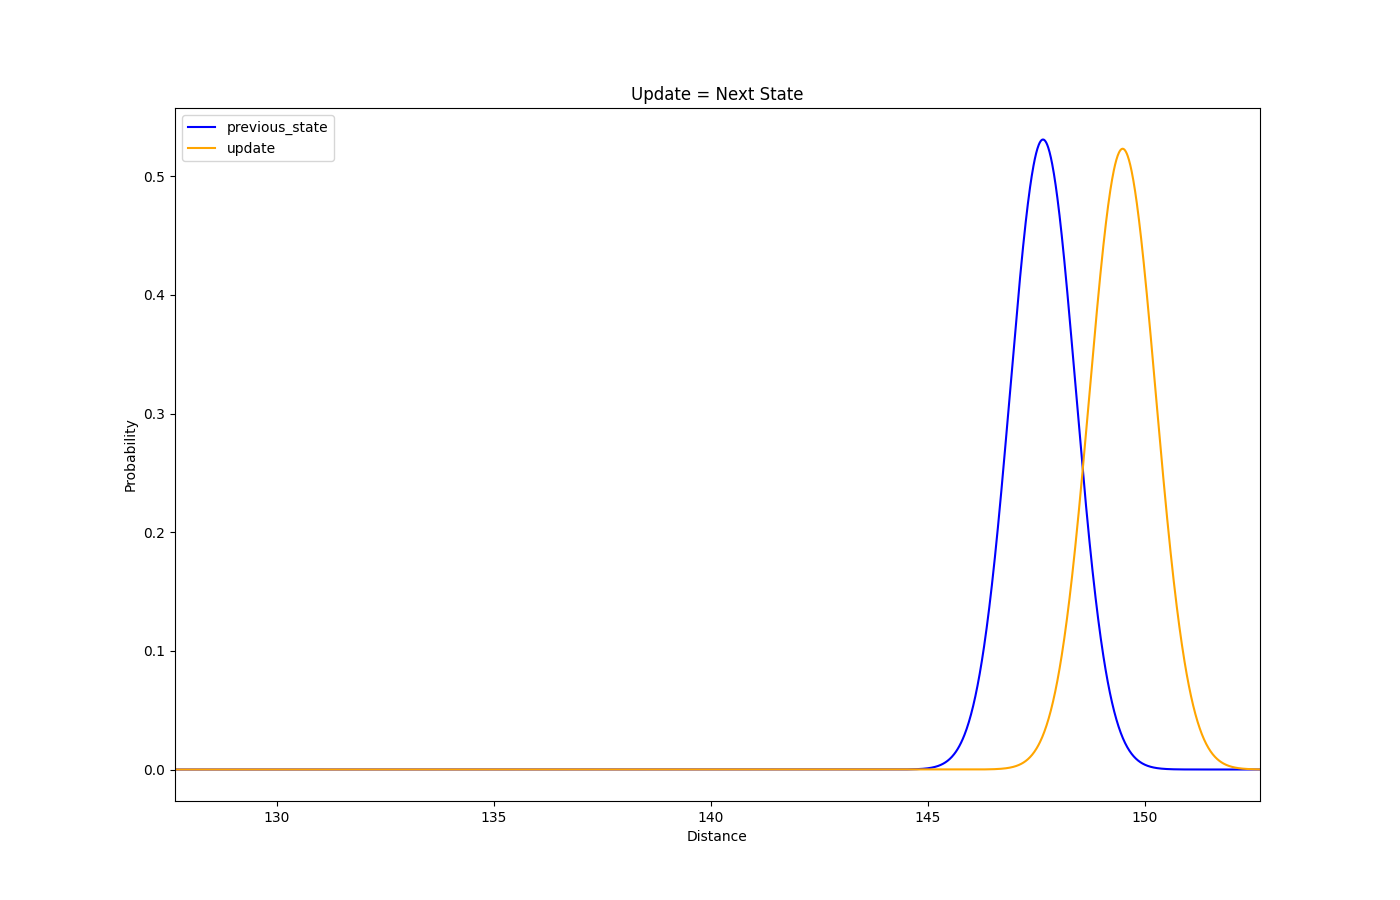 Update = Next State
previous_state
update
0.5
0.4
0.3
0.2
0.1
0.0
Probability
130 135 140 145 150
Distance